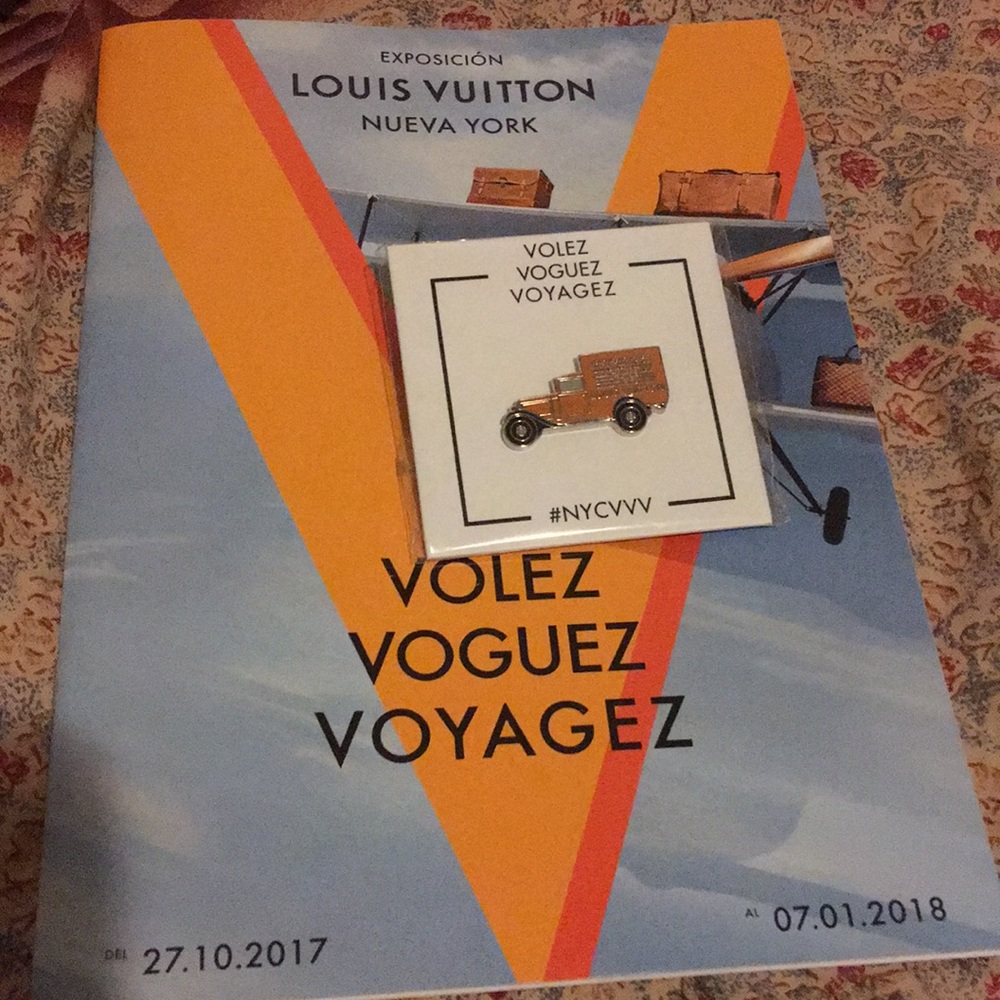 EXPOSICIÓN
LOUIS VUITTON
NUEVA YORK
VOLEZ
VOGUEZ
VOYAGEZ
#NYCVVV
VOLEZ
VOGUEZ
VOYAGEZ
DEL 27.10.2017
AL 07.01.2018